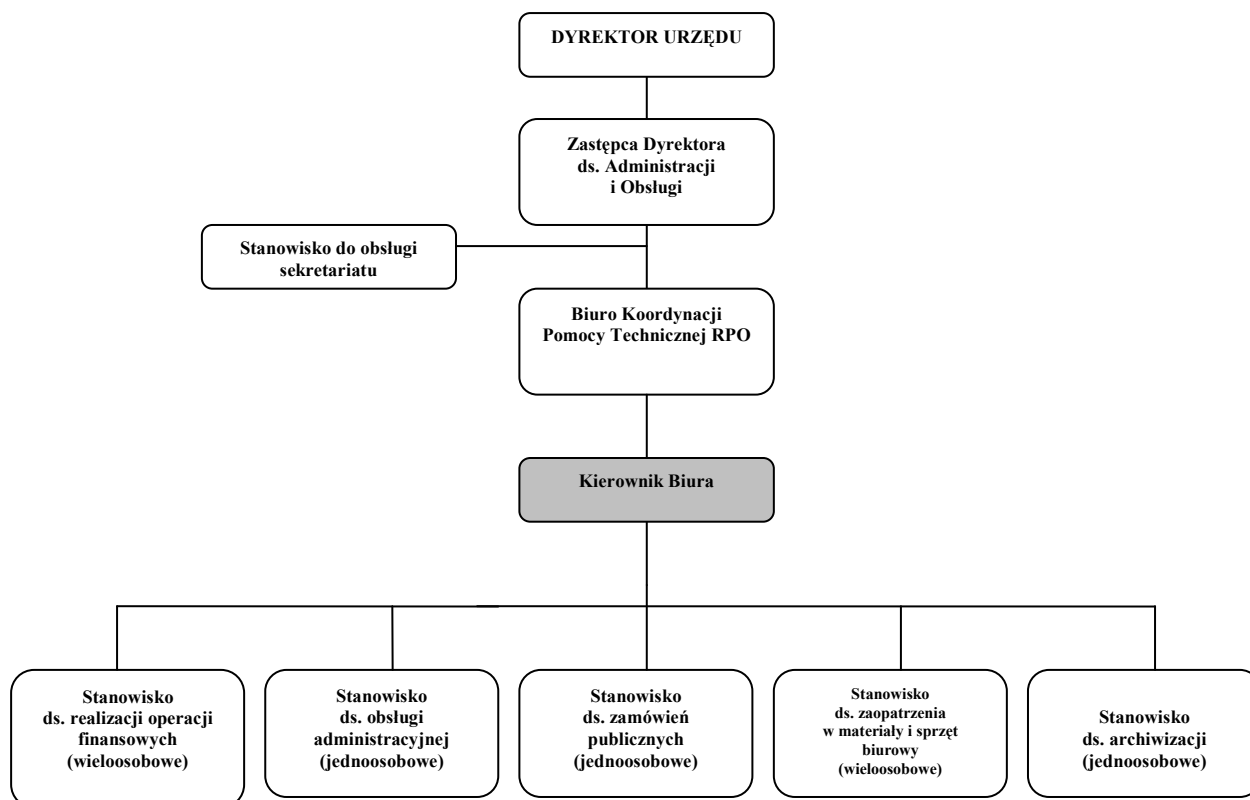 DYREKTOR URZĘDU
Zastępca Dyrektora
ds. Administracji
i Obsługi
Stanowisko do obsługi
sekretariatu
Biuro Koordynacji
Pomocy Technicznej RPO
Kierownik Biura
Stanowisko
ds. realizacji operacji
finansowych
(wieloosobowe)
Stanowisko
ds. obsługi
administracyjnej
(jednoosobowe)
Stanowisko
ds. zamówień
publicznych
(jednoosobowe)
Stanowisko
ds. zaopatrzenia
w materiały i sprzęt
biurowy
(wieloosobowe)
Stanowisko
ds. archiwizacji
(jednoosobowe)